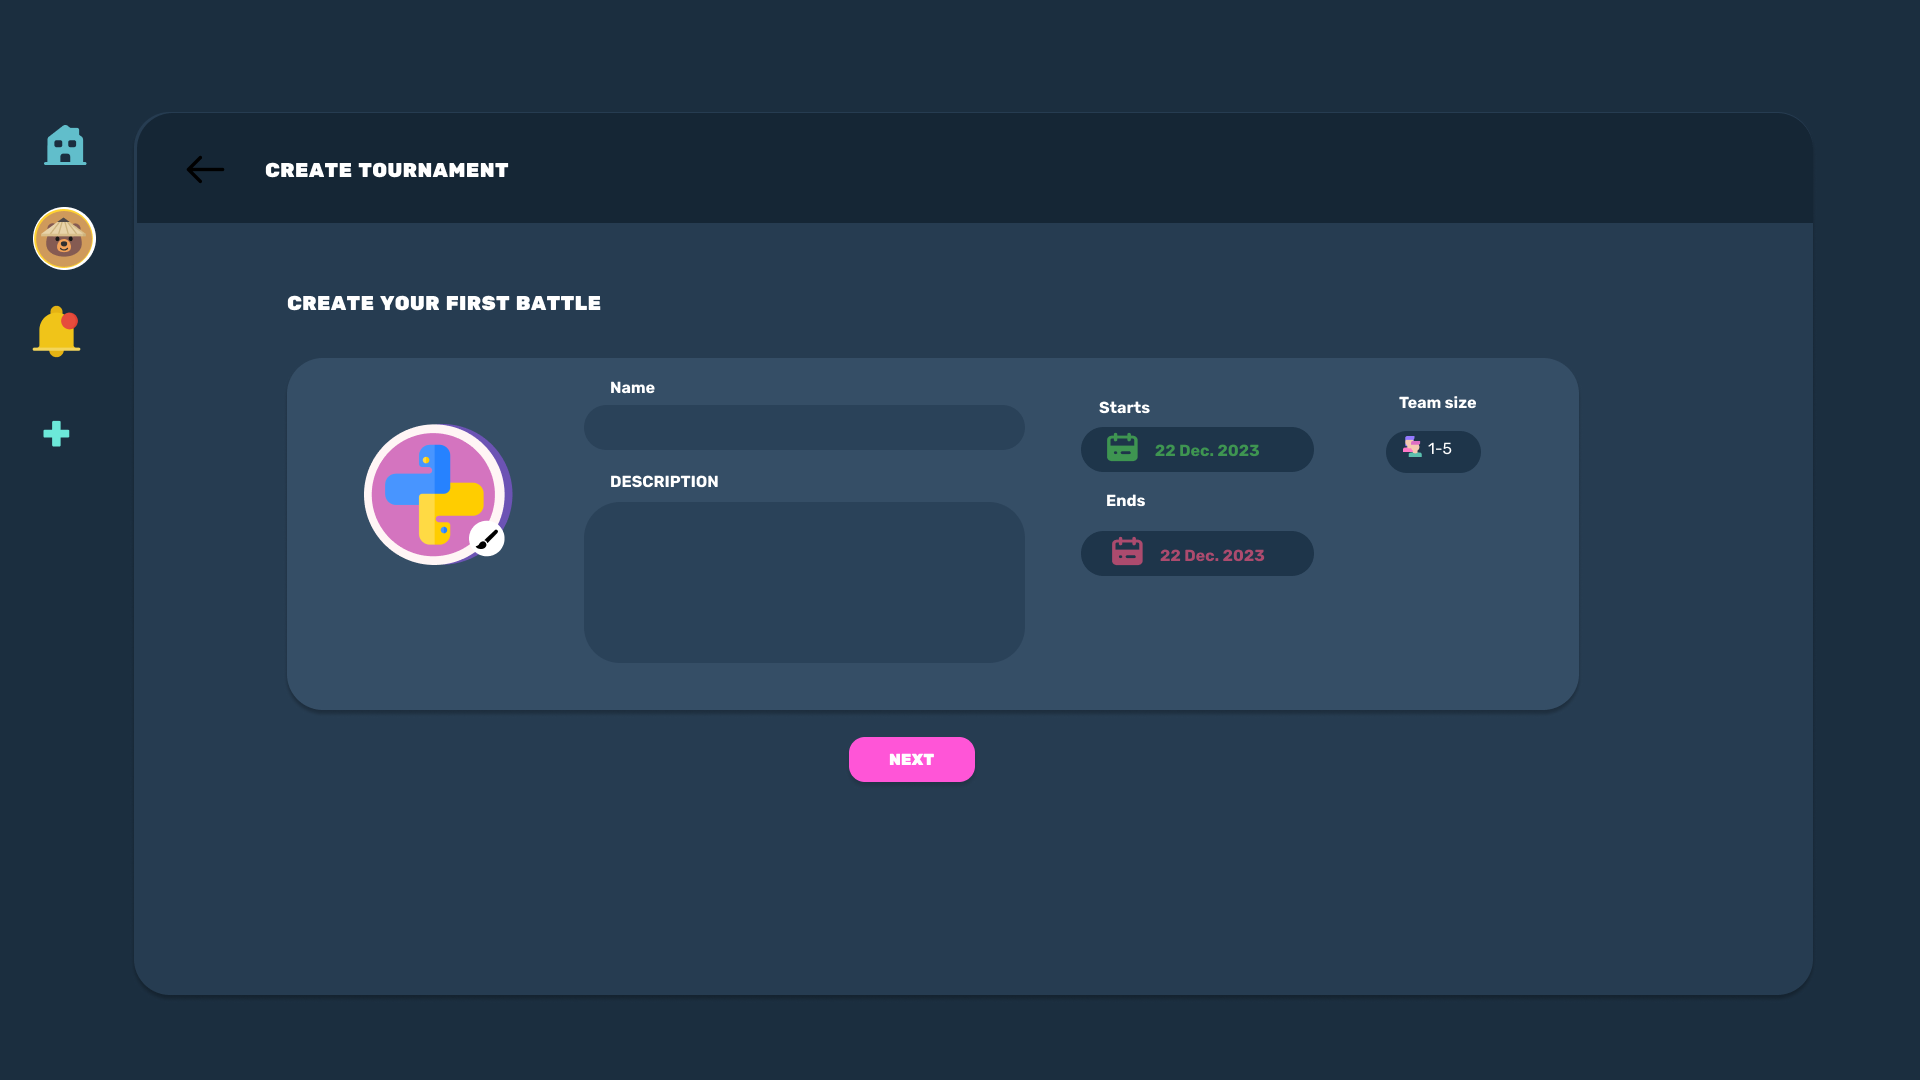 CREATE TOURNAMENT
CREATE YOUR FIRST BATTLE
Name
DESCRIPTION
Starts
22 Dec. 2023
Ends
22 Dec. 2023
Team size
1-5
NEXT